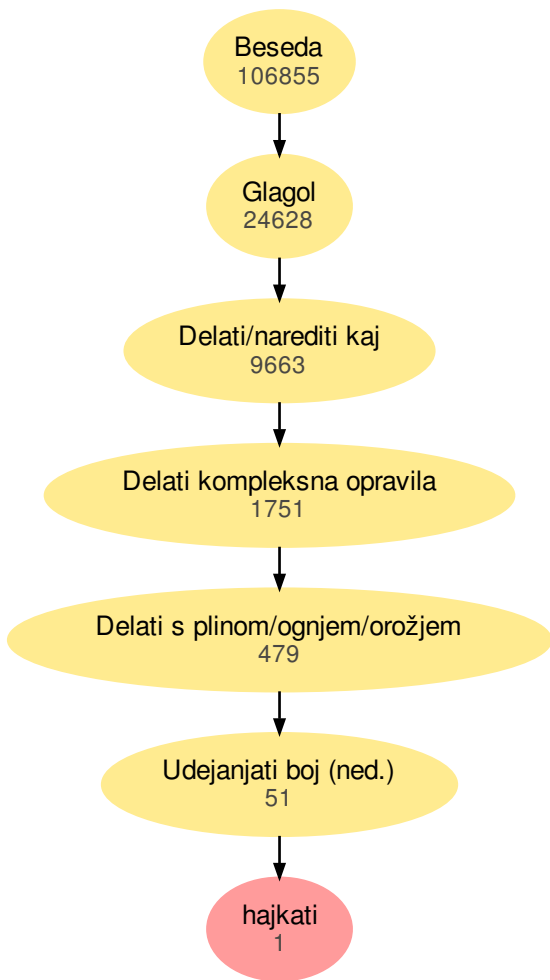 Beseda
106855
Glagol
24628
Delati/narediti kaj
9663
Delati kompleksna opravila
1751
Delati s plinom/ognjem/orožjem
479
Udejanjati boj (ned.)
51
hajkati
1